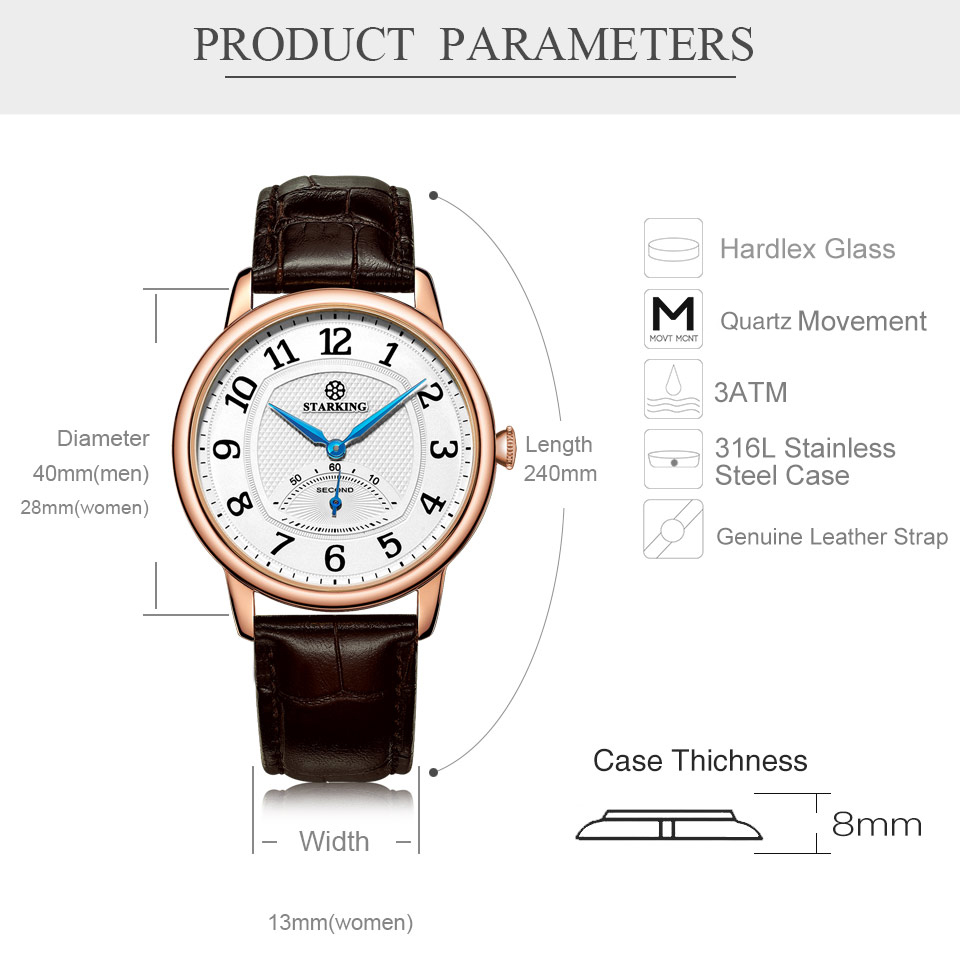 PRODUCT PARAMETERS
Hardlex Glass
M
MOVT MCNT
Quartz Movement
3ATM
316L Stainless
Steel Case
Genuine Leather Strap
Diameter
40mm(men)
28mm(women)
12
1
2
3
4
5
6
7
8
9
10
11
STARKING
50
60
10
SECOND
Length
240mm
Case Thichness
8mm
Width
13mm(women)